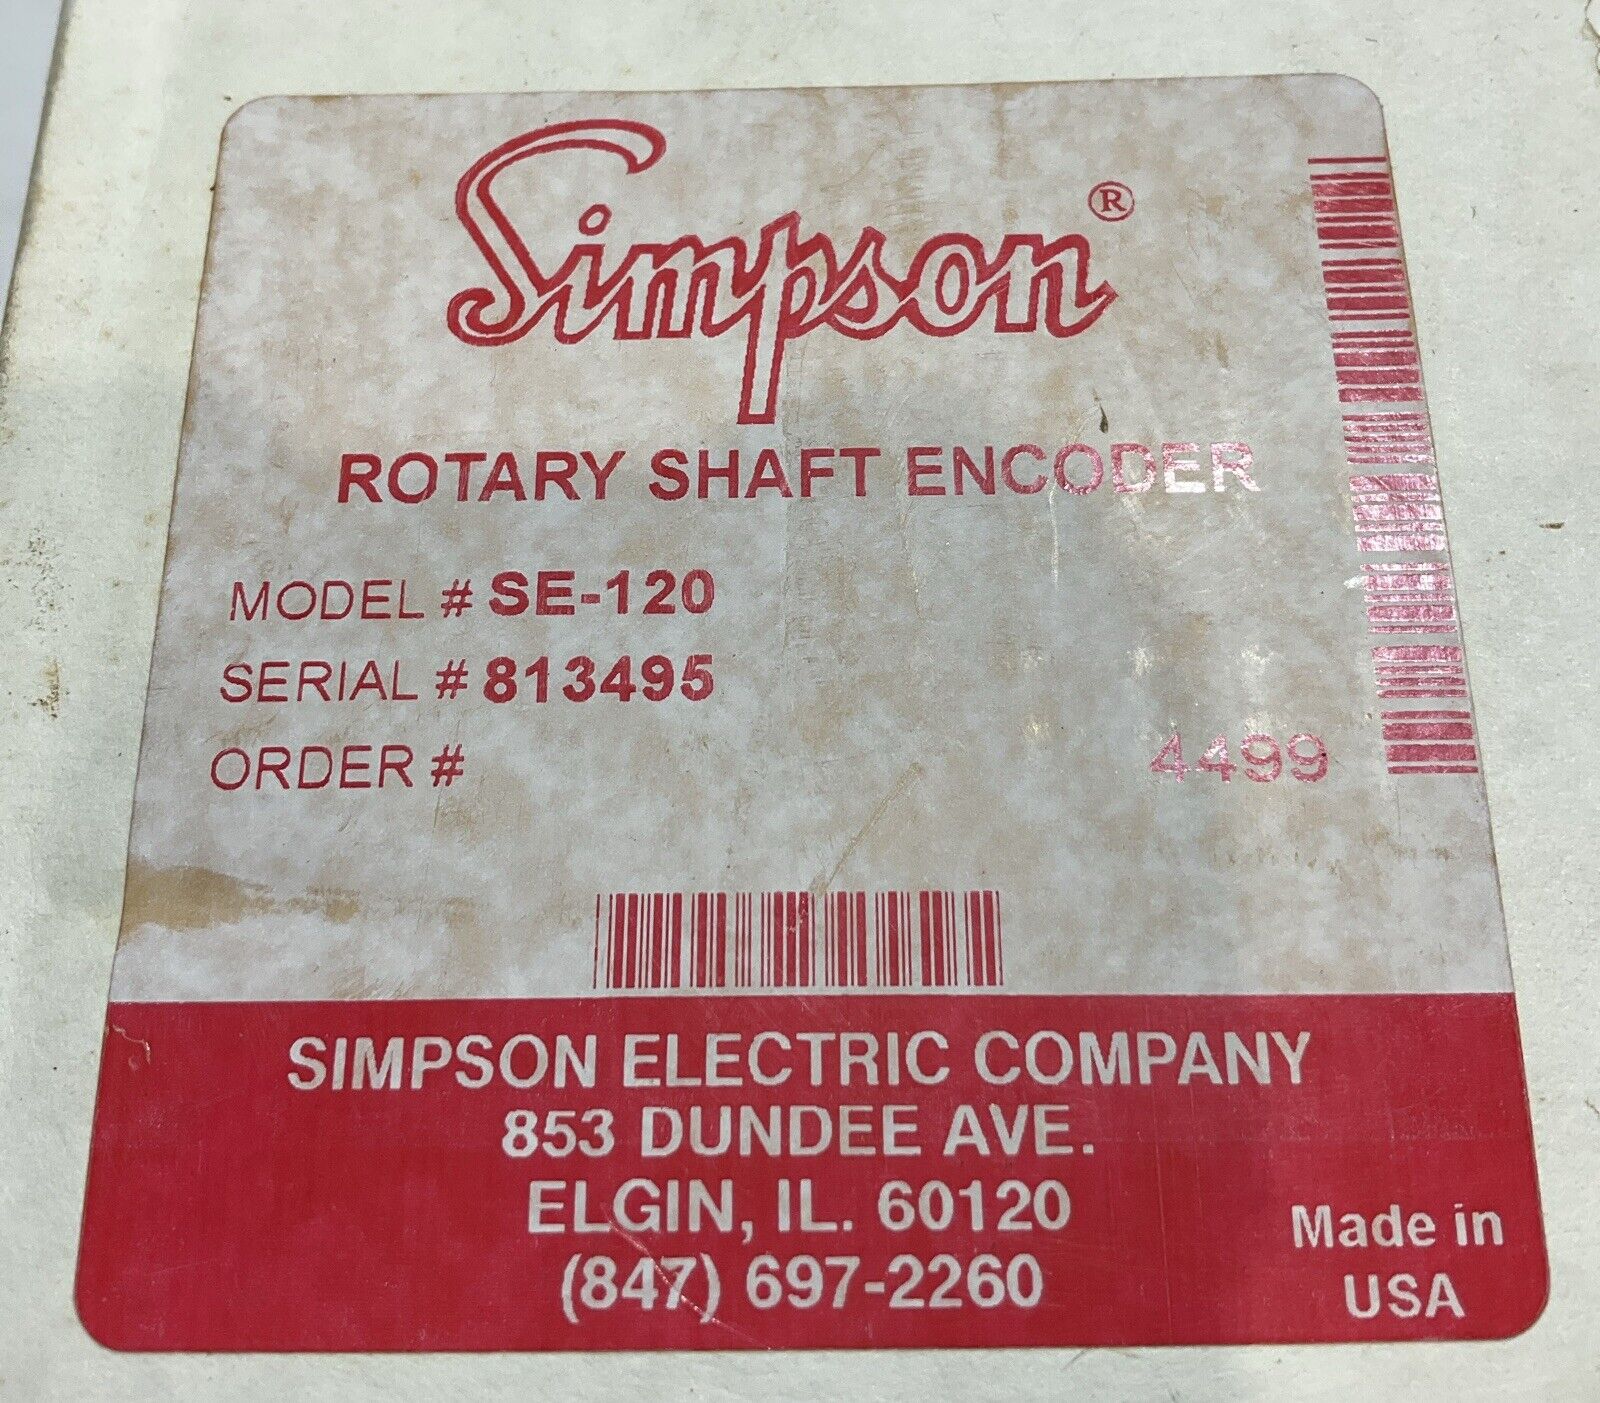 Simpson®
ROTARY SHAFT ENCODER
MODEL # SE-120
SERIAL # 813495
ORDER # 4499
SIMPSON ELECTRIC COMPANY
853 DUNDEE AVE.
ELGIN, IL. 60120
(847) 697-2260
Made in
USA